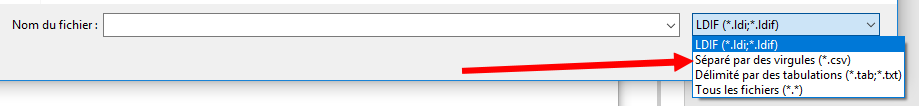 Nom du fichier : LDIF (*.ldi;*.ldif)
LDIF (*.ldi;*.ldif)
Séparé par des virgules (*.csv)
Délimité par des tabulations (*.tab;*.txt)
Tous les fichiers (*.*)